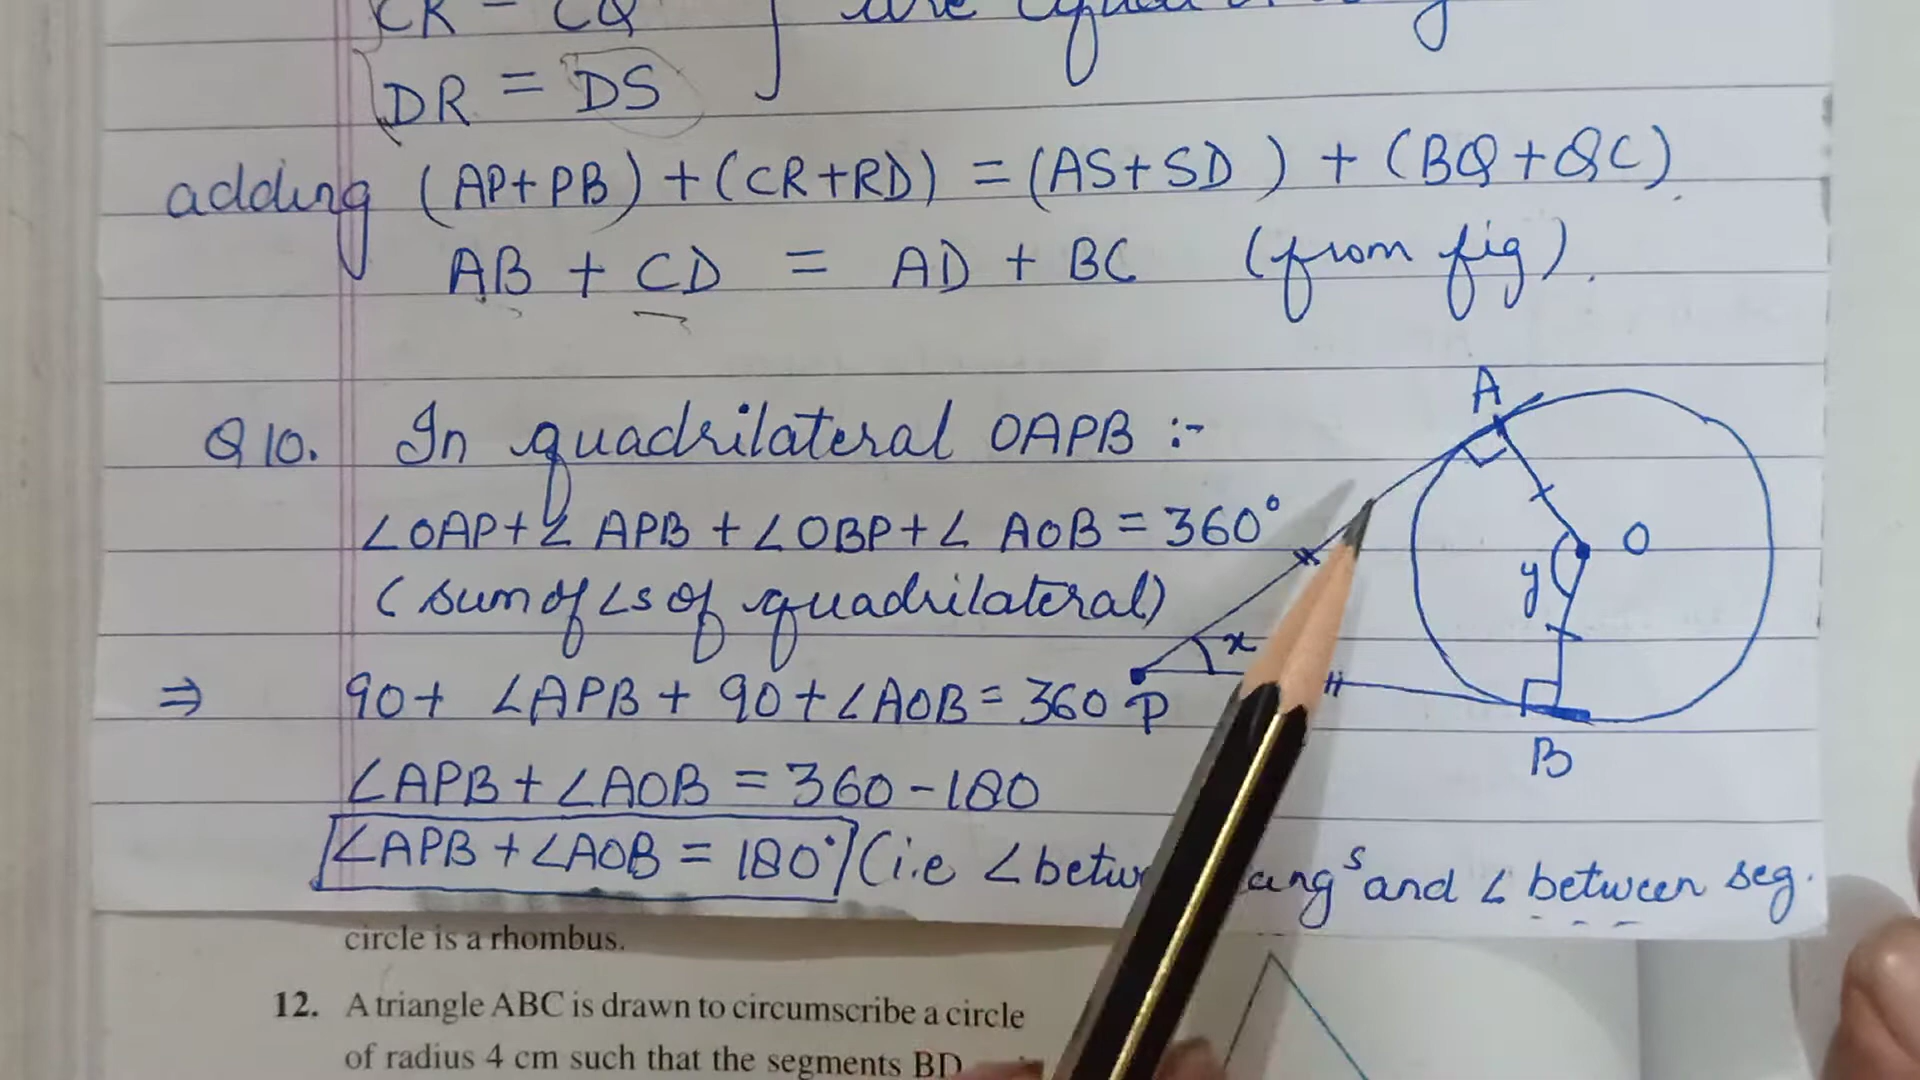 CR = CQ
DR = DS
adding (AP+PB) + (CR+RD) = (AS+SD) + (BQ+QC)
AB + CD = AD + BC (from fig).
Q10. In quadrilateral OAPB :-
∠OAP+∠APB + ∠OBP+∠AOB = 360°
(sum of ∠s of quadrilateral)
⇒ 90+ ∠APB + 90+∠AOB = 360
∠APB + ∠AOB = 360-180
∠APB + ∠AOB = 180° (i.e ∠ and ∠ between seg.
A
O
y
x
P
B
circle is a rhombus.
12. A triangle ABC is drawn to circumscribe a circle
of radius 4 cm such that the segments BD